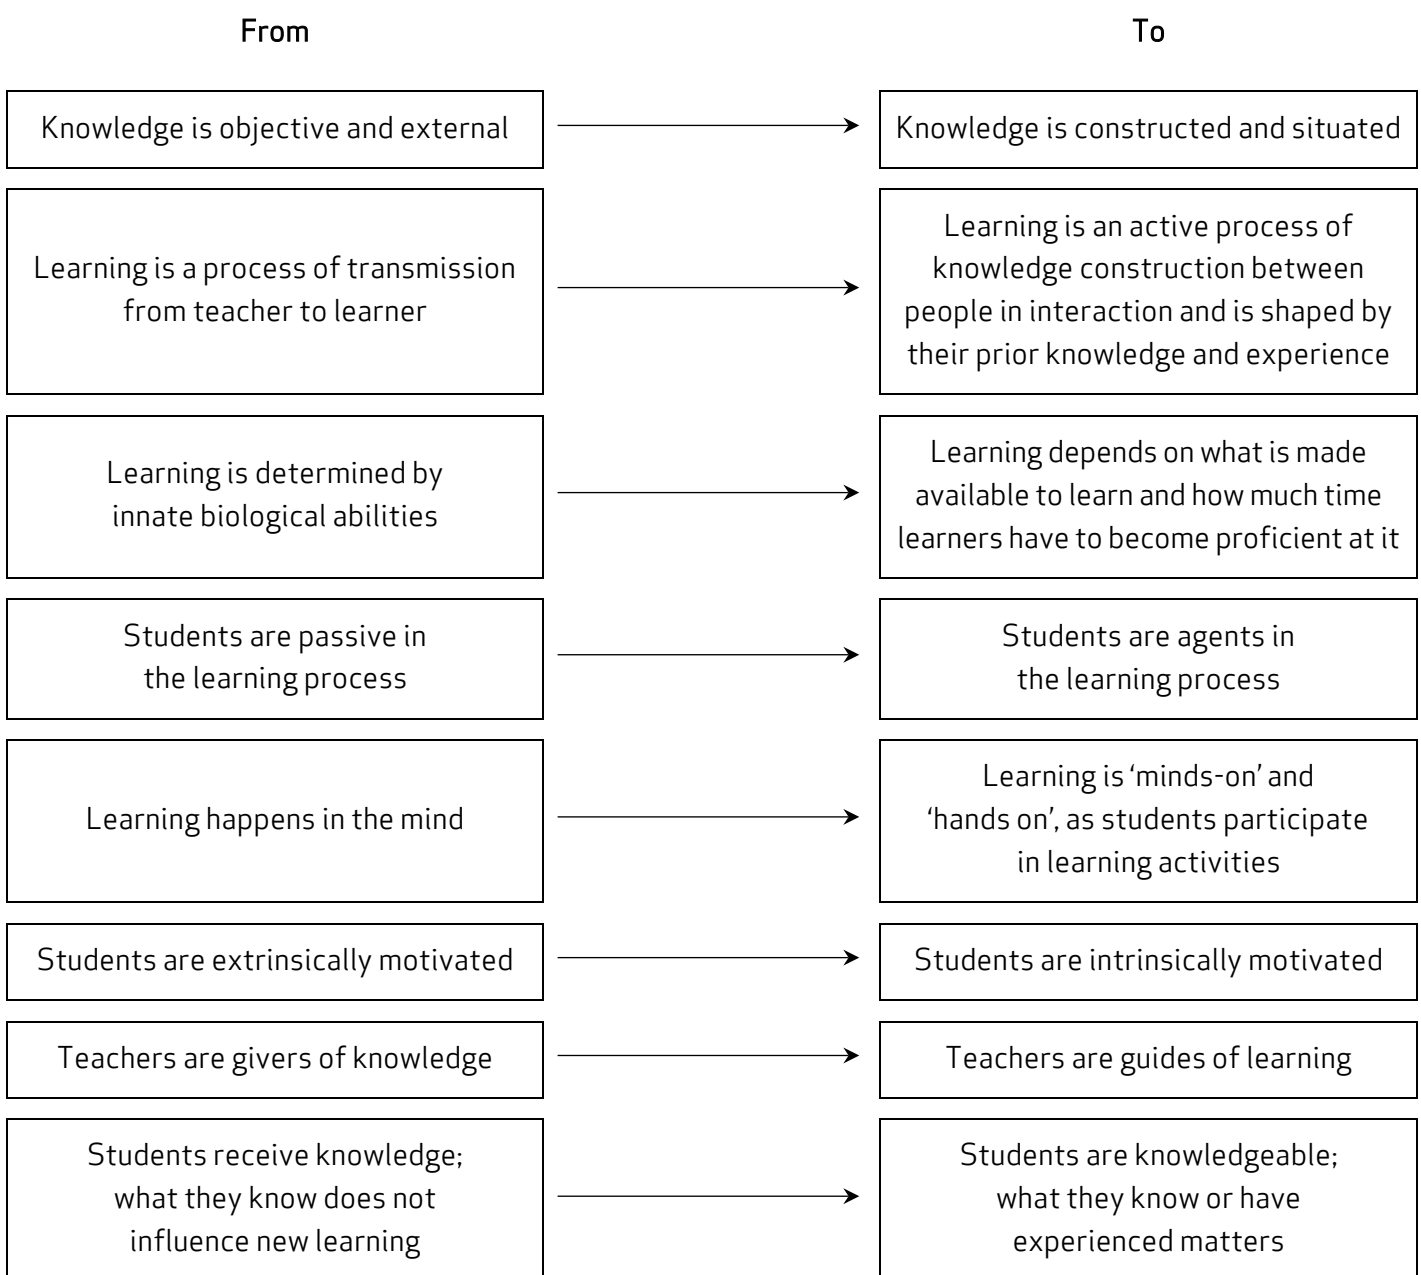 From
To
Knowledge is objective and external
Knowledge is constructed and situated
Learning is a process of transmission
from teacher to learner
Learning is an active process of
knowledge construction between
people in interaction and is shaped by
their prior knowledge and experience
Learning is determined by
innate biological abilities
Learning depends on what is made
available to learn and how much time
learners have to become proficient at it
Students are passive in
the learning process
Students are agents in
the learning process
Learning happens in the mind
Learning is ‘minds-on’ and
‘hands on’, as students participate
in learning activities
Students are extrinsically motivated
Students are intrinsically motivated
Teachers are givers of knowledge
Teachers are guides of learning
Students receive knowledge;
what they know does not
influence new learning
Students are knowledgeable;
what they know or have
experienced matters